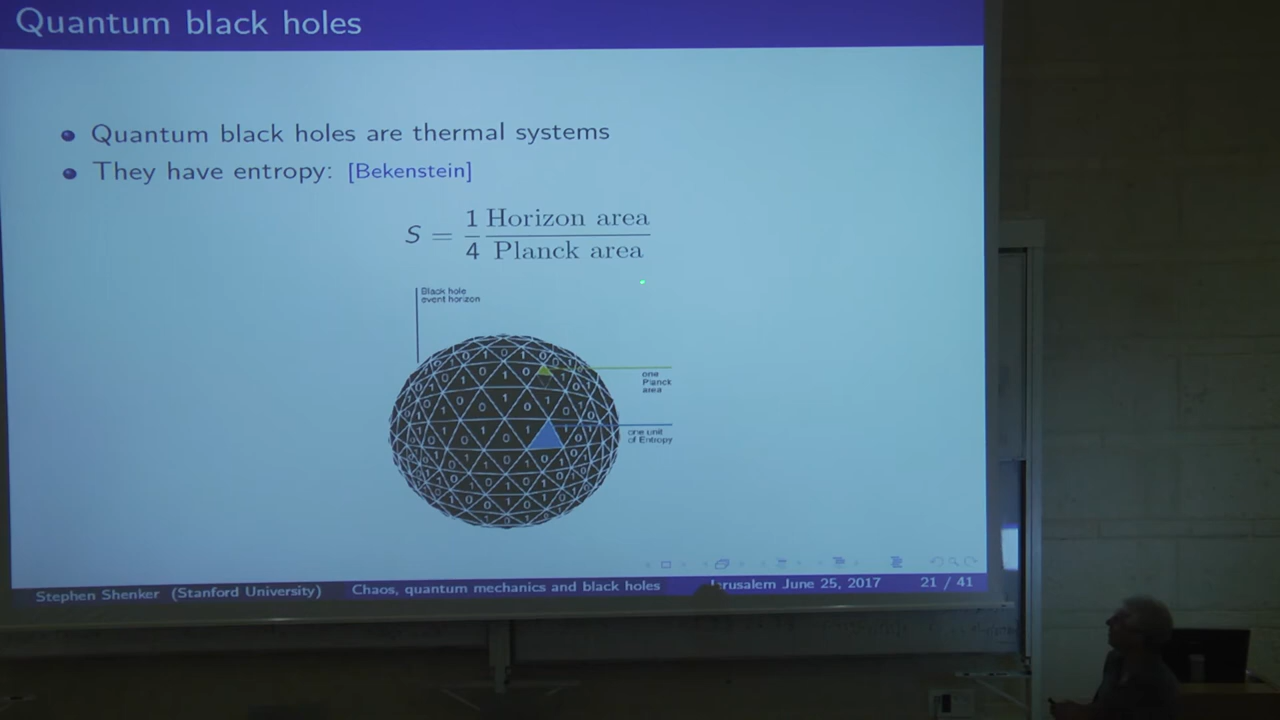 Quantum black holes
Quantum black holes are thermal systems
They have entropy: [Bekenstein]
S = 1/4 Horizon area / Planck area
Black hole
event horizon
one
Planck
area
one unit
of Entropy
Stephen Shenker (Stanford University) Chaos, quantum mechanics and black holes Jerusalem June 25, 2017 21 / 41